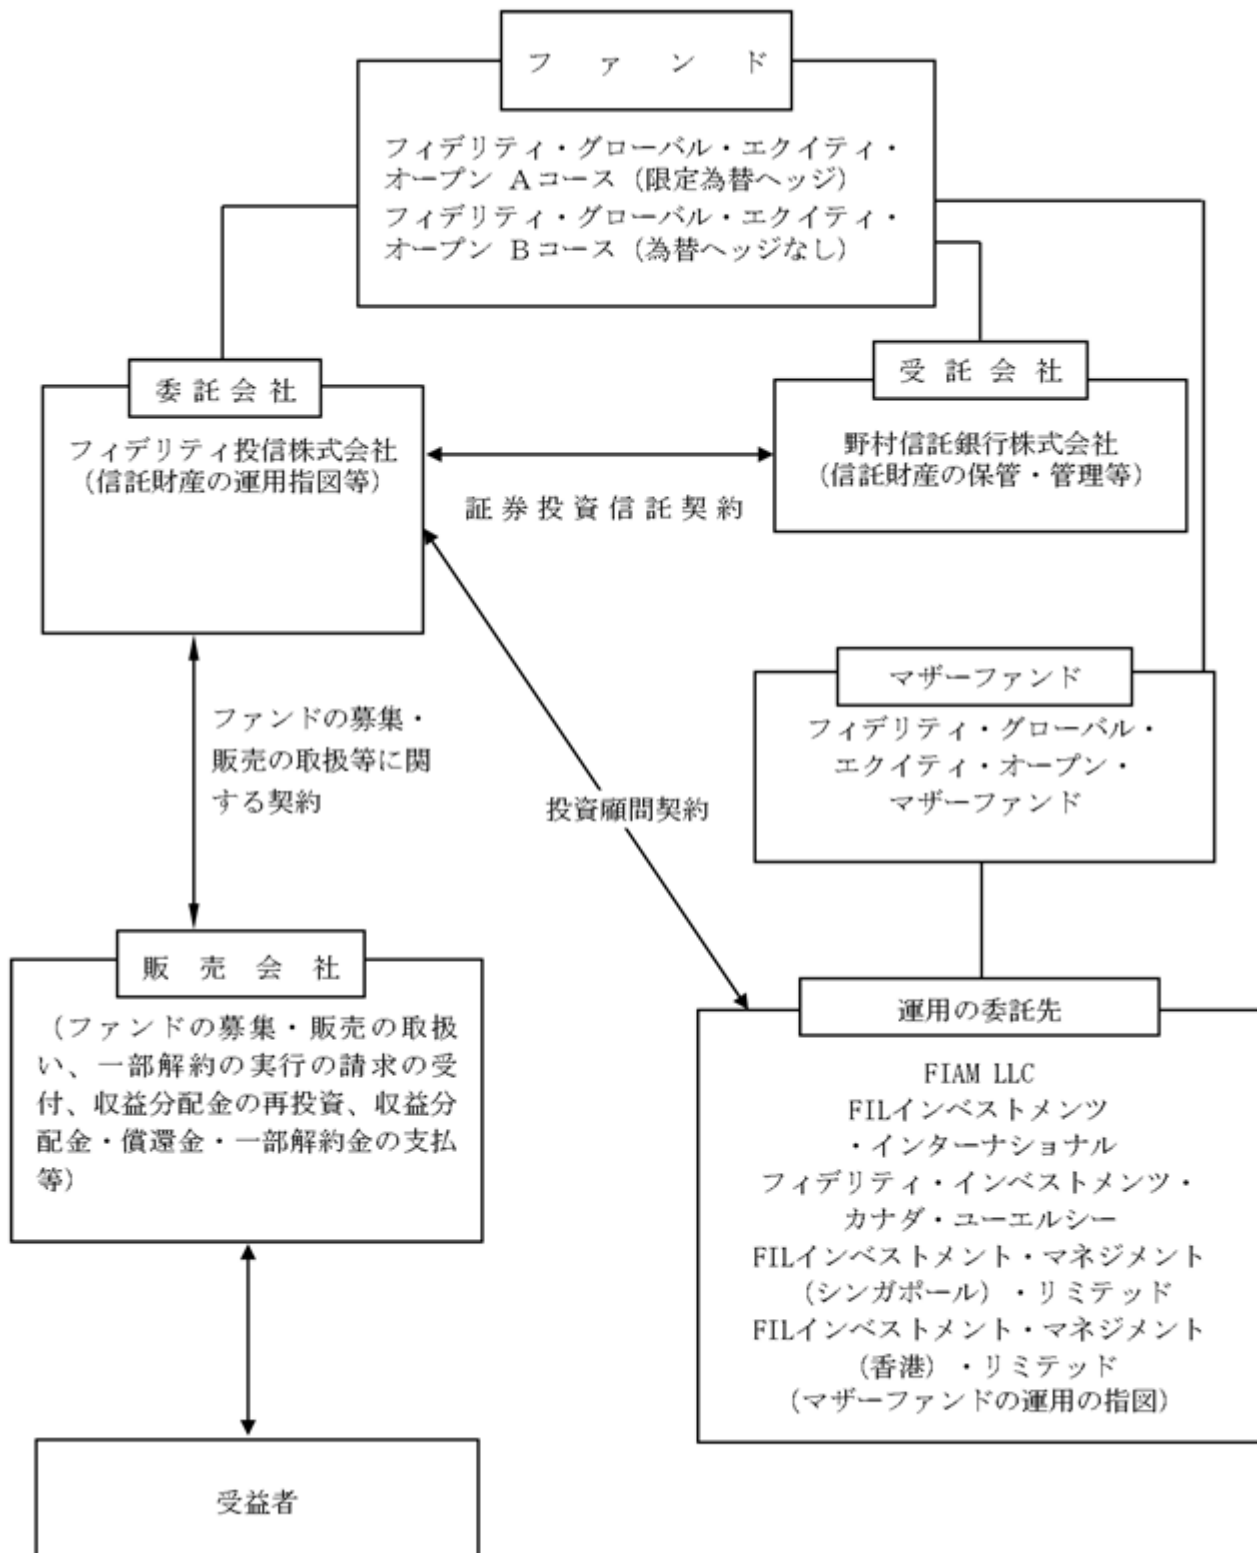 ファンド
フィデリティ・グローバル・エクイティ・
オープン Aコース（限定為替ヘッジ）
フィデリティ・グローバル・エクイティ・
オープン Bコース（為替ヘッジなし）
委託会社
フィデリティ投信株式会社
（信託財産の運用指図等）
証券投資信託契約
受託会社
野村信託銀行株式会社
（信託財産の保管・管理等）
ファンドの募集・
販売の取扱等に関
する契約
投資顧問契約
マザーファンド
フィデリティ・グローバル・
エクイティ・オープン・
マザーファンド
販売会社
（ファンドの募集・販売の取扱
い、一部解約の実行の請求の受
付、収益分配金の再投資、収益分
配金・償還金・一部解約金の支払
等）
運用の委託先
FIAM LLC
FILインベストメンツ
・インターナショナル
フィデリティ・インベストメンツ・
カナダ・ユーエルシー
FILインベストメント・マネジメント
（シンガポール）・リミテッド
FILインベストメント・マネジメント
（香港）・リミテッド
（マザーファンドの運用の指図）
受益者